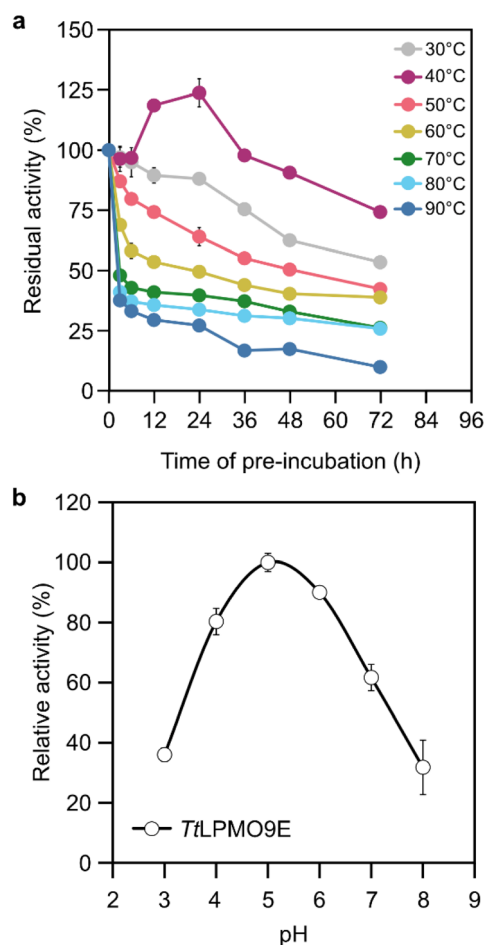 a
150
125
100
75
50
25
0
Residual activity (%)
30°C
40°C
50°C
60°C
70°C
80°C
90°C
0 12 24 36 48 60 72 84 96
Time of pre-incubation (h)
b
120
100
80
60
40
20
0
Relative activity (%)
TtLPMO9E
2 3 4 5 6 7 8 9
pH